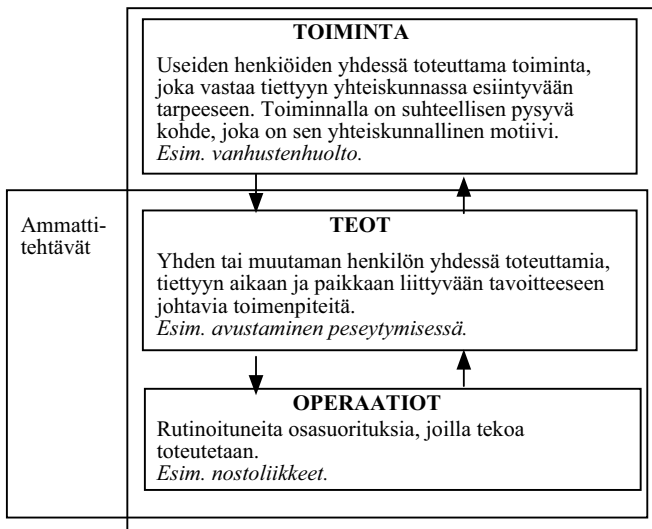 TOIMINTA
Useiden henkiöiden yhdessä toteuttama toiminta,
joka vastaa tiettyyn yhteiskunnassa esiintyvään
tarpeeseen. Toiminnalla on suhteellisen pysyvä
kohde, joka on sen yhteiskunnallinen motiivi.
Esim. vanhustenhuolto.
Ammatti-
tehtävät
TEOT
Yhden tai muutaman henkilön yhdessä toteuttamia,
tiettyyn aikaan ja paikkaan liittyvään tavoitteeseen
johtavia toimenpiteitä.
Esim. avustaminen peseytymisessä.
OPERAATIOT
Rutinoituneita osasuorituksia, joilla tekoa
toteutetaan.
Esim. nostoliikkeet.